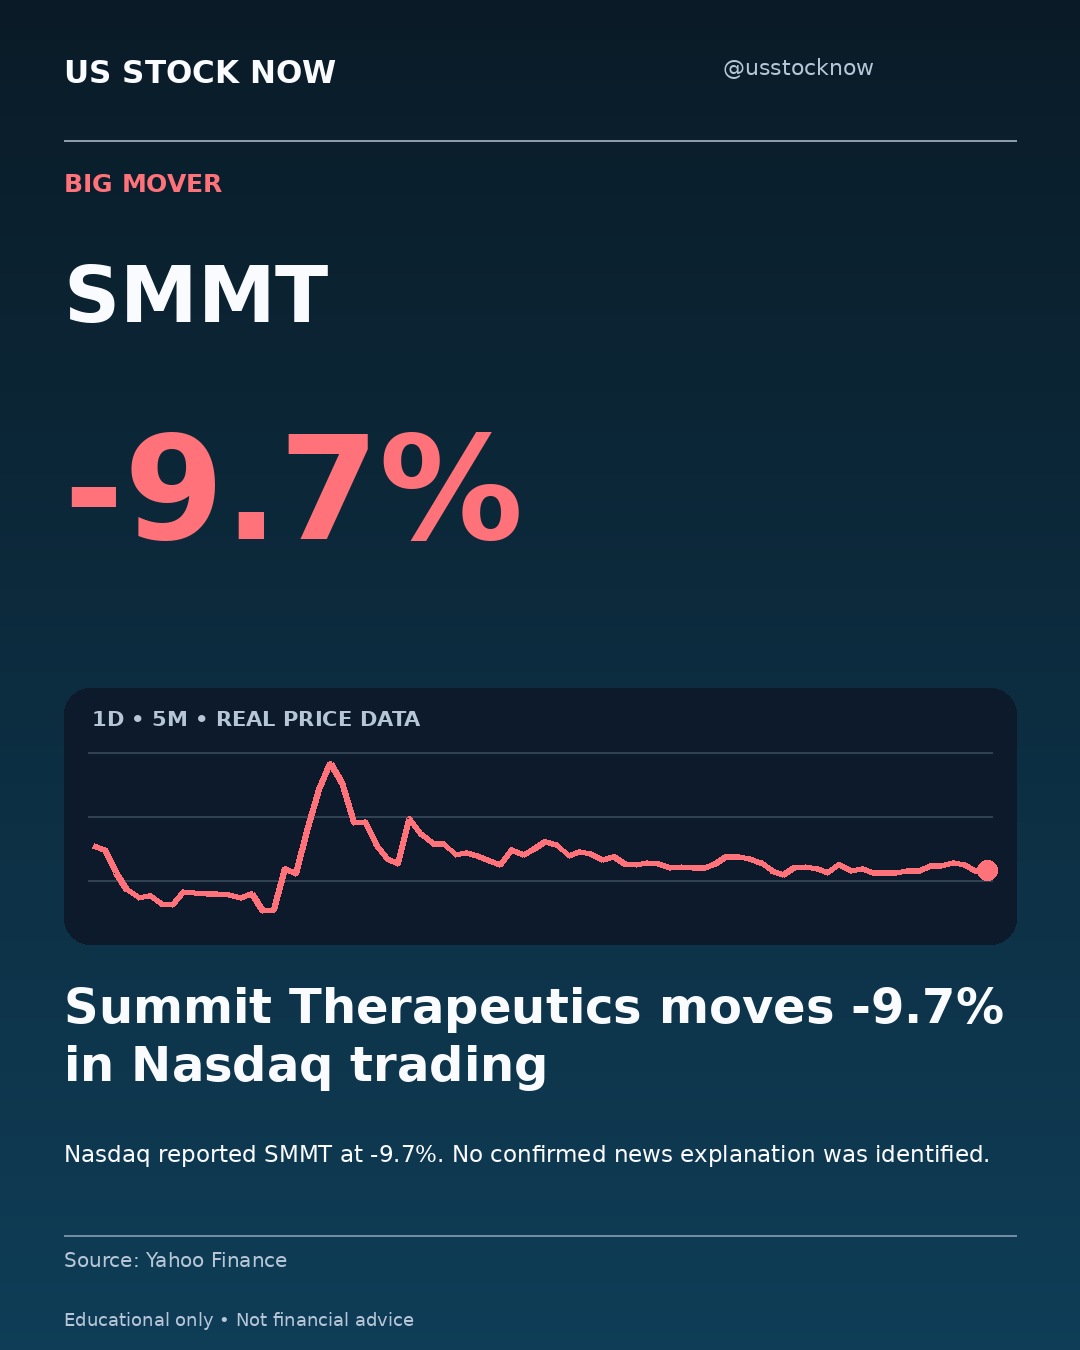 US STOCK NOW
@usstocknow
BIG MOVER
SMMT
-9.7%
1D • 5M • REAL PRICE DATA
Summit Therapeutics moves -9.7%
in Nasdaq trading
Nasdaq reported SMMT at -9.7%. No confirmed news explanation was identified.
Source: Yahoo Finance
Educational only • Not financial advice